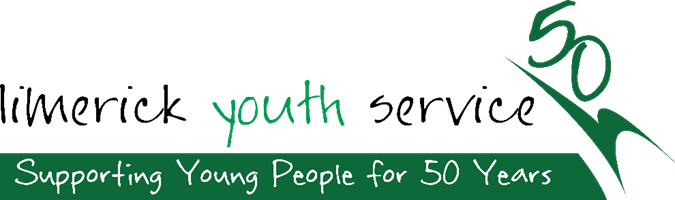 50
limerick youth service
Supporting Young People for 50 Years